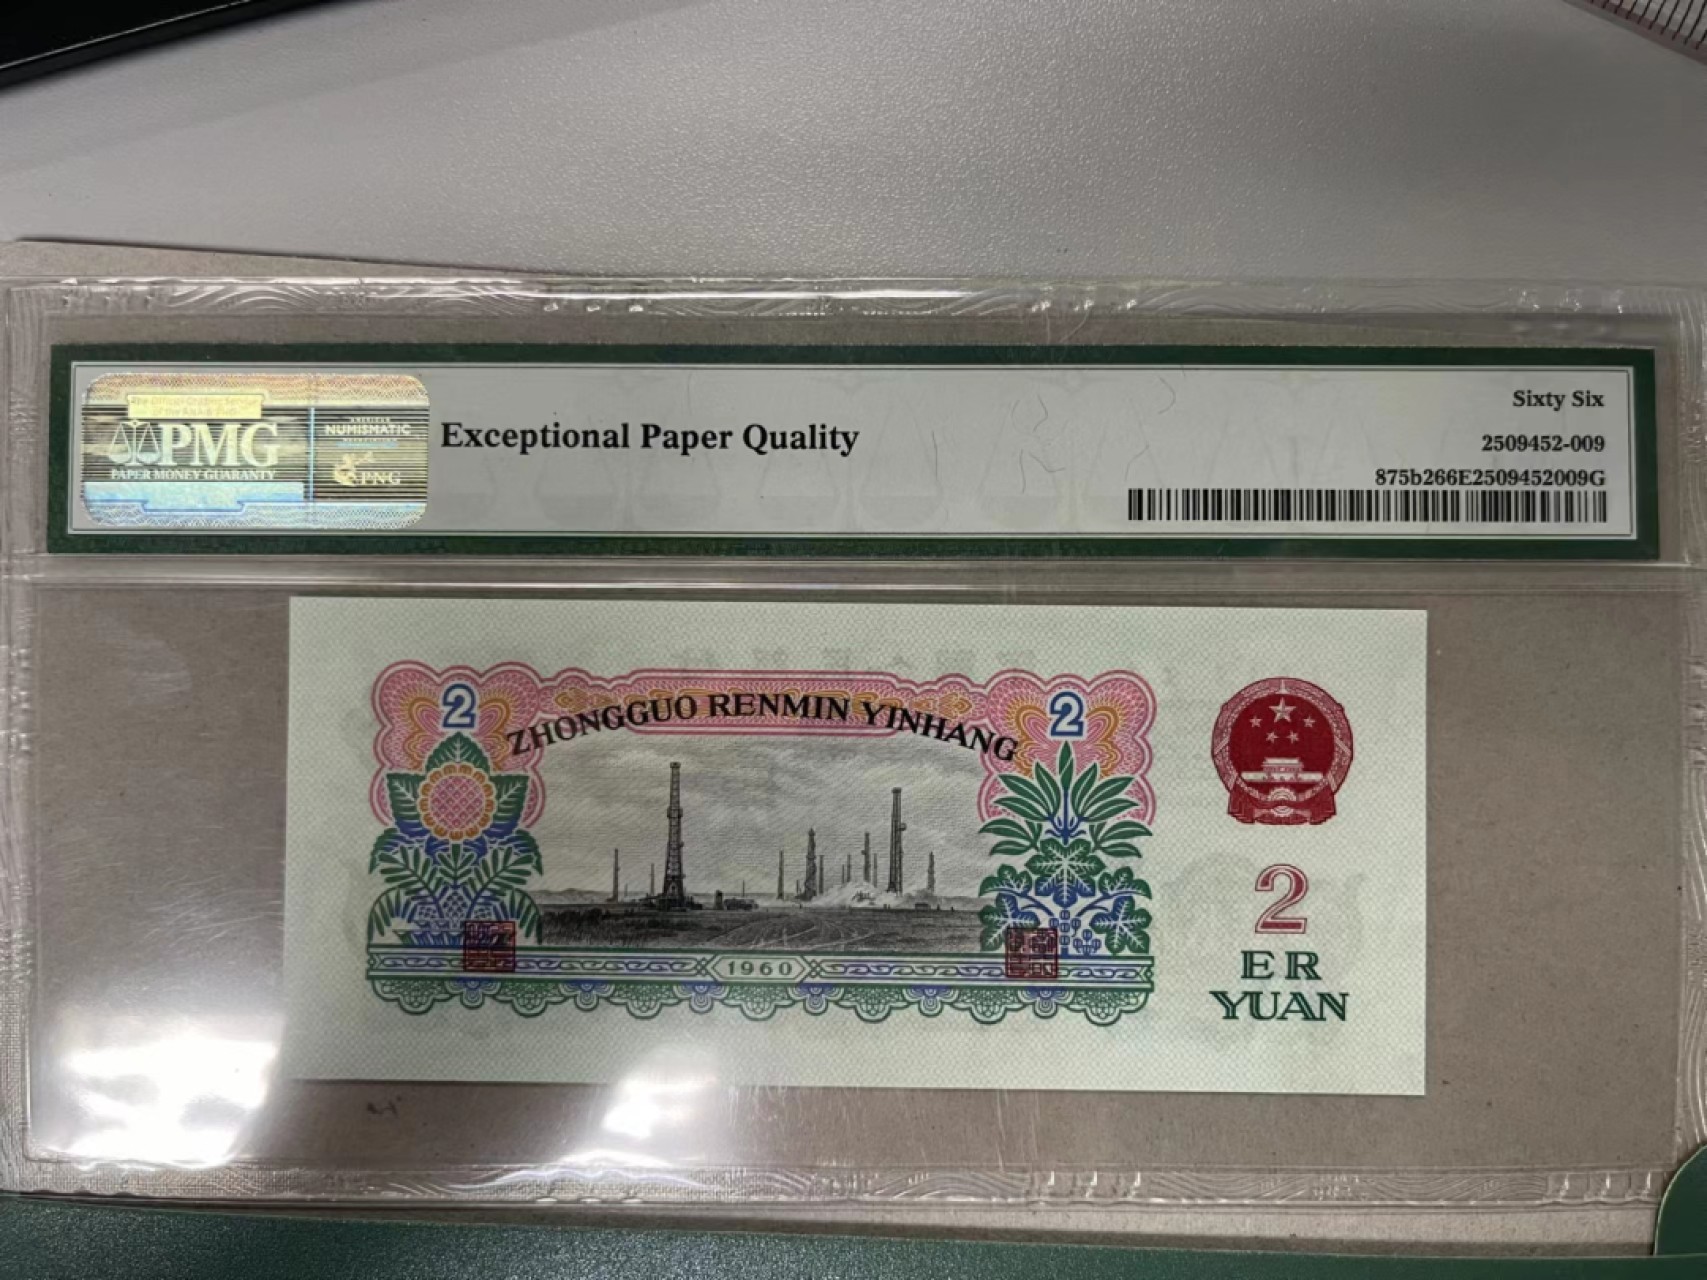 Sixty Six
PMG
PAPER MONEY GUARANTY
NUMISMATIC
PNG
Exceptional Paper Quality
2509452-009
875b266E2509452009G
2
ZHONGGUO RENMIN YINHANG
2
1960
2
ER
YUAN